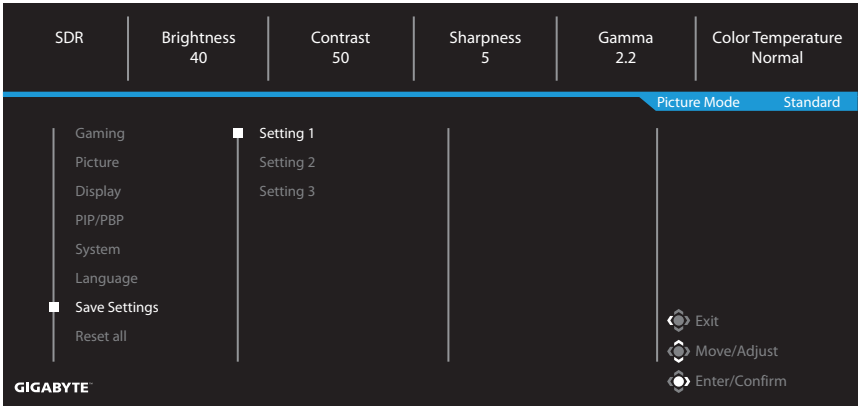 SDR
Brightness
40
Contrast
50
Sharpness
5
Gamma
2.2
Color Temperature
Normal
Picture Mode Standard
Gaming
Picture
Display
PIP/PBP
System
Language
Save Settings
Reset all
Setting 1
Setting 2
Setting 3
Exit
Move/Adjust
Enter/Confirm
GIGABYTE™